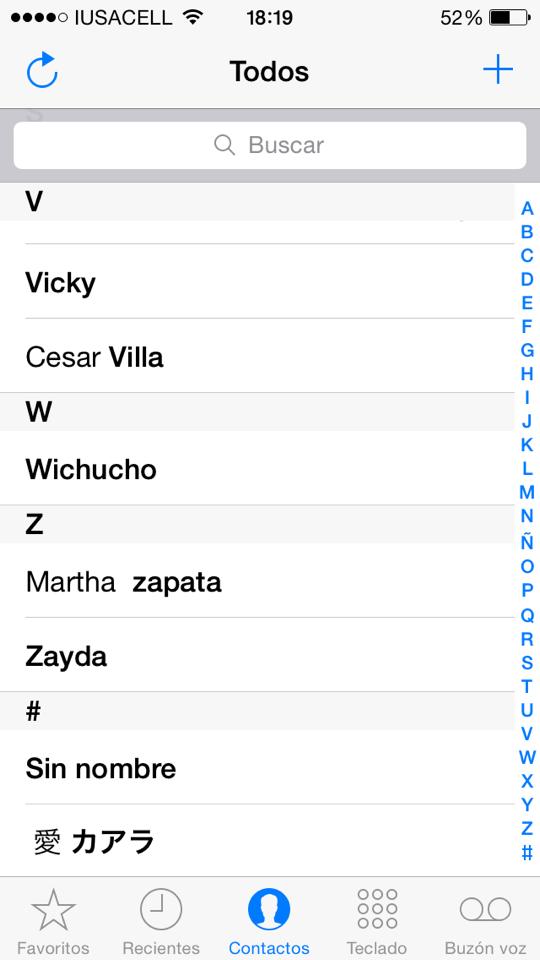 IUSACELL 18:19 52%
Todos
Buscar
V
Vicky
Cesar Villa
W
Wichucho
Z
Martha zapata
Zayda
#
Sin nombre
愛 カアラ
A
B
C
D
E
F
G
H
I
J
K
L
M
N
Ñ
O
P
Q
R
S
T
U
V
W
X
Y
Z
#
Favoritos Recientes Contactos Teclado Buzón voz